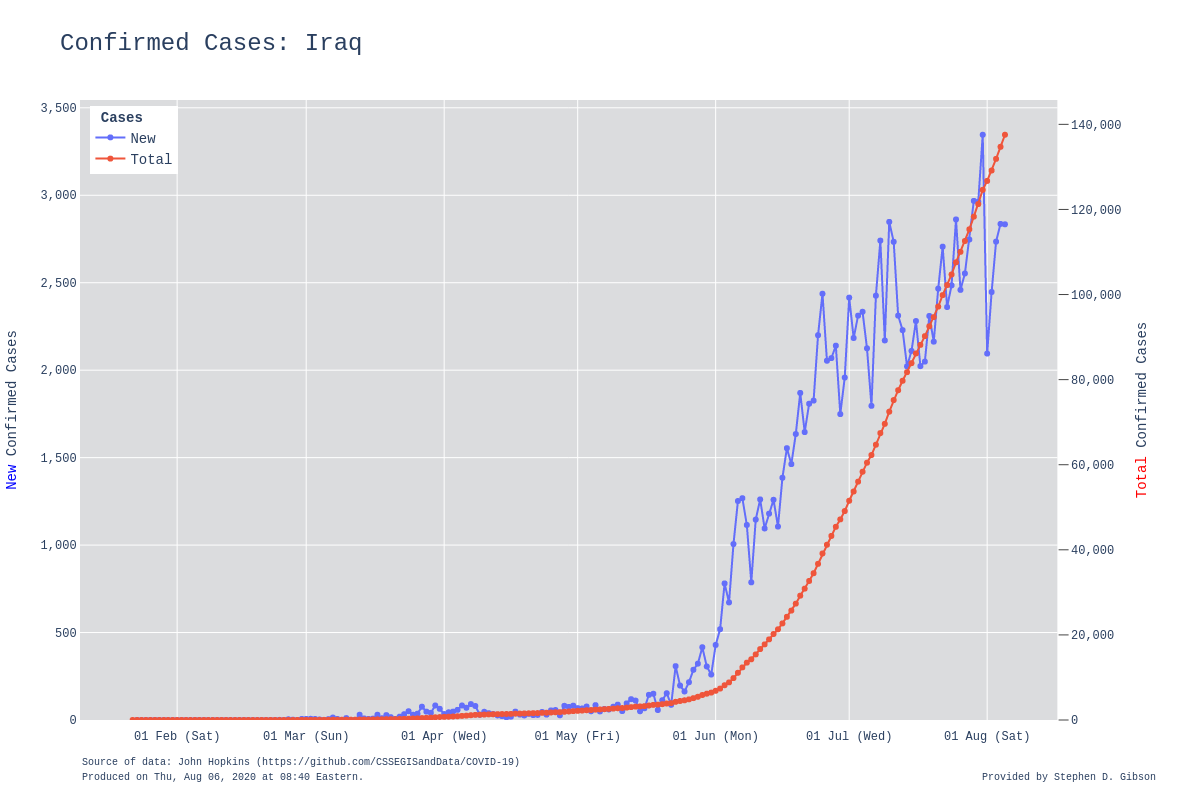 Confirmed Cases: Iraq
Cases
New
Total
3,500
3,000
2,500
2,000
1,500
1,000
500
0
140,000
120,000
100,000
80,000
60,000
40,000
20,000
0
New Confirmed Cases
Total Confirmed Cases
01 Feb (Sat)
01 Mar (Sun)
01 Apr (Wed)
01 May (Fri)
01 Jun (Mon)
01 Jul (Wed)
01 Aug (Sat)
Source of data: John Hopkins (https://github.com/CSSEGISandData/COVID-19)
Produced on Thu, Aug 06, 2020 at 08:40 Eastern.
Provided by Stephen D. Gibson